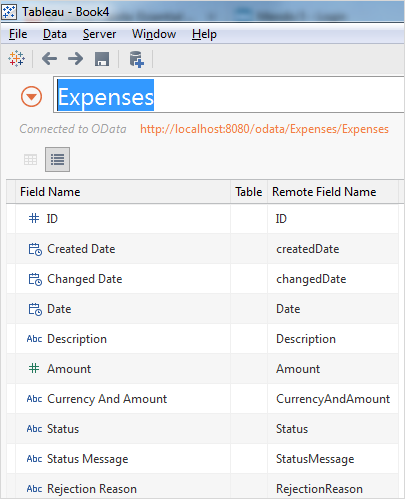 Tableau - Book4
File Data Server Window Help
Expenses
Connected to OData http://localhost:8080/odata/Expenses/Expenses
Field Name Table Remote Field Name
# ID ID
Created Date createdDate
Changed Date changedDate
Date Date
Abc Description Description
# Amount Amount
Abc Currency And Amount CurrencyAndAmount
Abc Status Status
Abc Status Message StatusMessage
Abc Rejection Reason RejectionReason